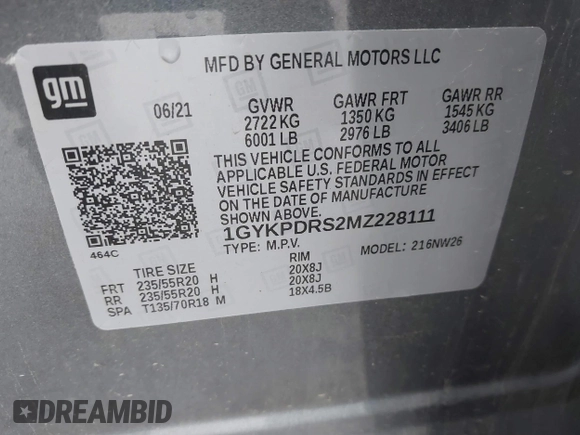 gm
MFD BY GENERAL MOTORS LLC
06/21 GVWR GAWR FRT GAWR RR
2722 KG 1350 KG 1545 KG
6001 LB 2976 LB 3406 LB
THIS VEHICLE CONFORMS TO ALL
APPLICABLE U.S. FEDERAL MOTOR
VEHICLE SAFETY STANDARDS IN EFFECT
ON THE DATE OF MANUFACTURE
SHOWN ABOVE.
464C
1GYKPDRS2MZ228111
TYPE: M.P.V. MODEL: 216NW26
TIRE SIZE RIM
FRT 235/55R20 H 20X8J
RR 235/55R20 H 20X8J
SPA T135/70R18 M 18X4.5B
DREAMBID